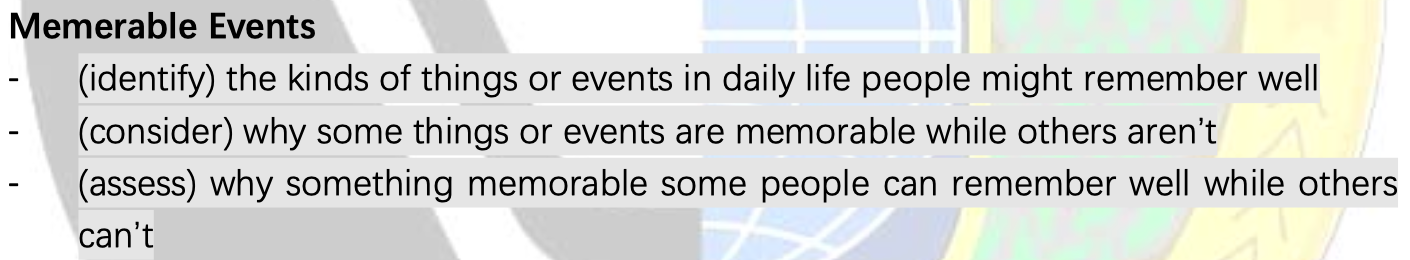 Memerable Events
- (identify) the kinds of things or events in daily life people might remember well
- (consider) why some things or events are memorable while others aren’t
- (assess) why something memorable some people can remember well while others
can’t